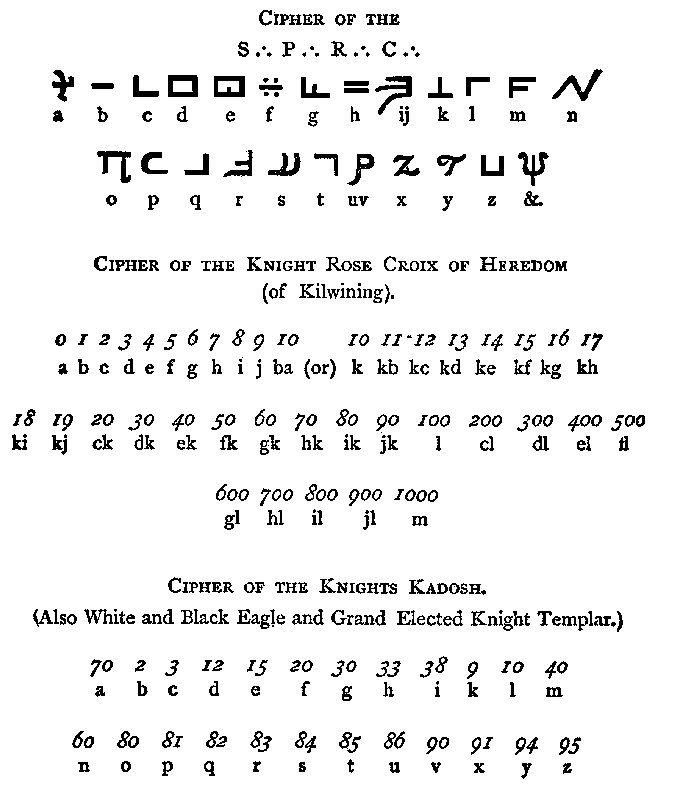 CIPHER OF THE
S∴ P∴ R∴ C∴
a b c d e f g h ij k l m n
o p q r s t uv x y z &.
CIPHER OF THE KNIGHT ROSE CROIX OF HEREDOM
(of Kilwining).
0 1 2 3 4 5 6 7 8 9 10 10 11 12 13 14 15 16 17
a b c d e f g h i j ba (or) k kb kc kd ke kf kg kh
18 19 20 30 40 50 60 70 80 90 100 200 300 400 500
ki kj ck dk ek fk gk hk ik jk l cl dl el fl
600 700 800 900 1000
gl hl il jl m
CIPHER OF THE KNIGHTS KADOSH.
(Also White and Black Eagle and Grand Elected Knight Templar.)
70 2 3 12 15 20 30 33 38 9 10 40
a b c d e f g h i k l m
60 80 81 82 83 84 85 86 90 91 94 95
n o p q r s t u v x y z